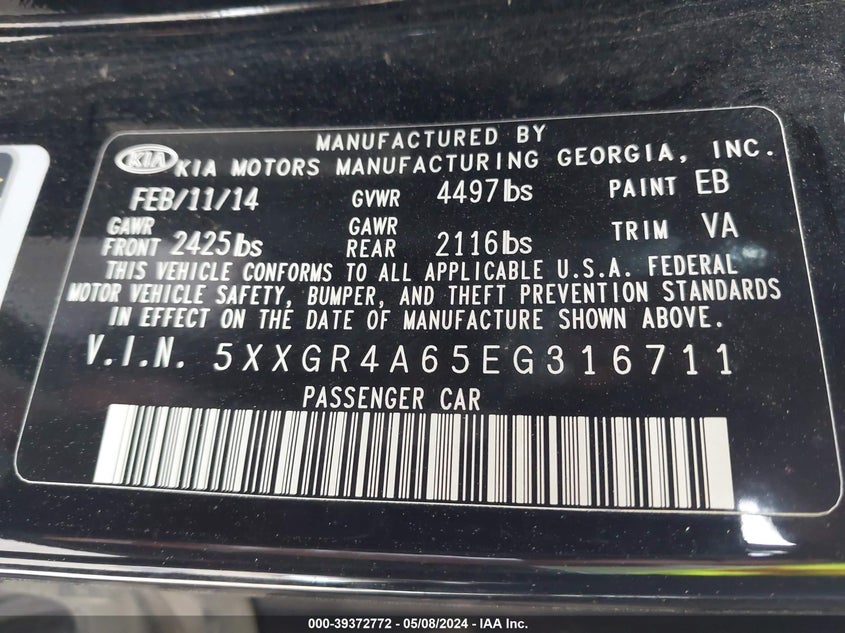 MANUFACTURED BY
KIA KIA MOTORS MANUFACTURING GEORGIA, INC.
FEB/11/14 GVWR 4497lbs PAINT EB
GAWR FRONT 2425lbs GAWR REAR 2116lbs TRIM VA
THIS VEHICLE CONFORMS TO ALL APPLICABLE U.S.A. FEDERAL
MOTOR VEHICLE SAFETY, BUMPER, AND THEFT PREVENTION STANDARDS
IN EFFECT ON THE DATE OF MANUFACTURE SHOWN ABOVE.
V.I.N. 5XXGR4A65EG316711
PASSENGER CAR
000-39372772 - 05/08/2024 - IAA Inc.